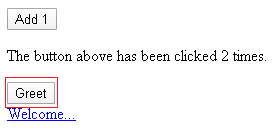 Add 1
The button above has been clicked 2 times.
Greet
Welcome...